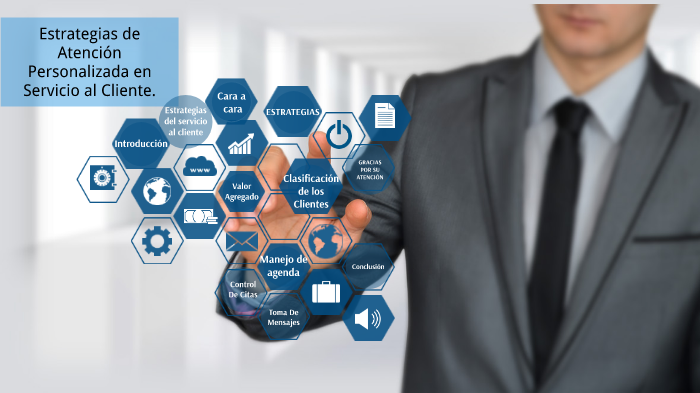 Estrategias de
Atención
Personalizada en
Servicio al Cliente.
Cara a
cara
ESTRATEGIAS
Estrategias
del servicio
al cliente
Introducción
www
GRACIAS
POR SU
ATENCIÓN
Valor
Agregado
Clasificación
de los
Clientes
Manejo de
agenda
Conclusión
Control
De Citas
Toma De
Mensajes